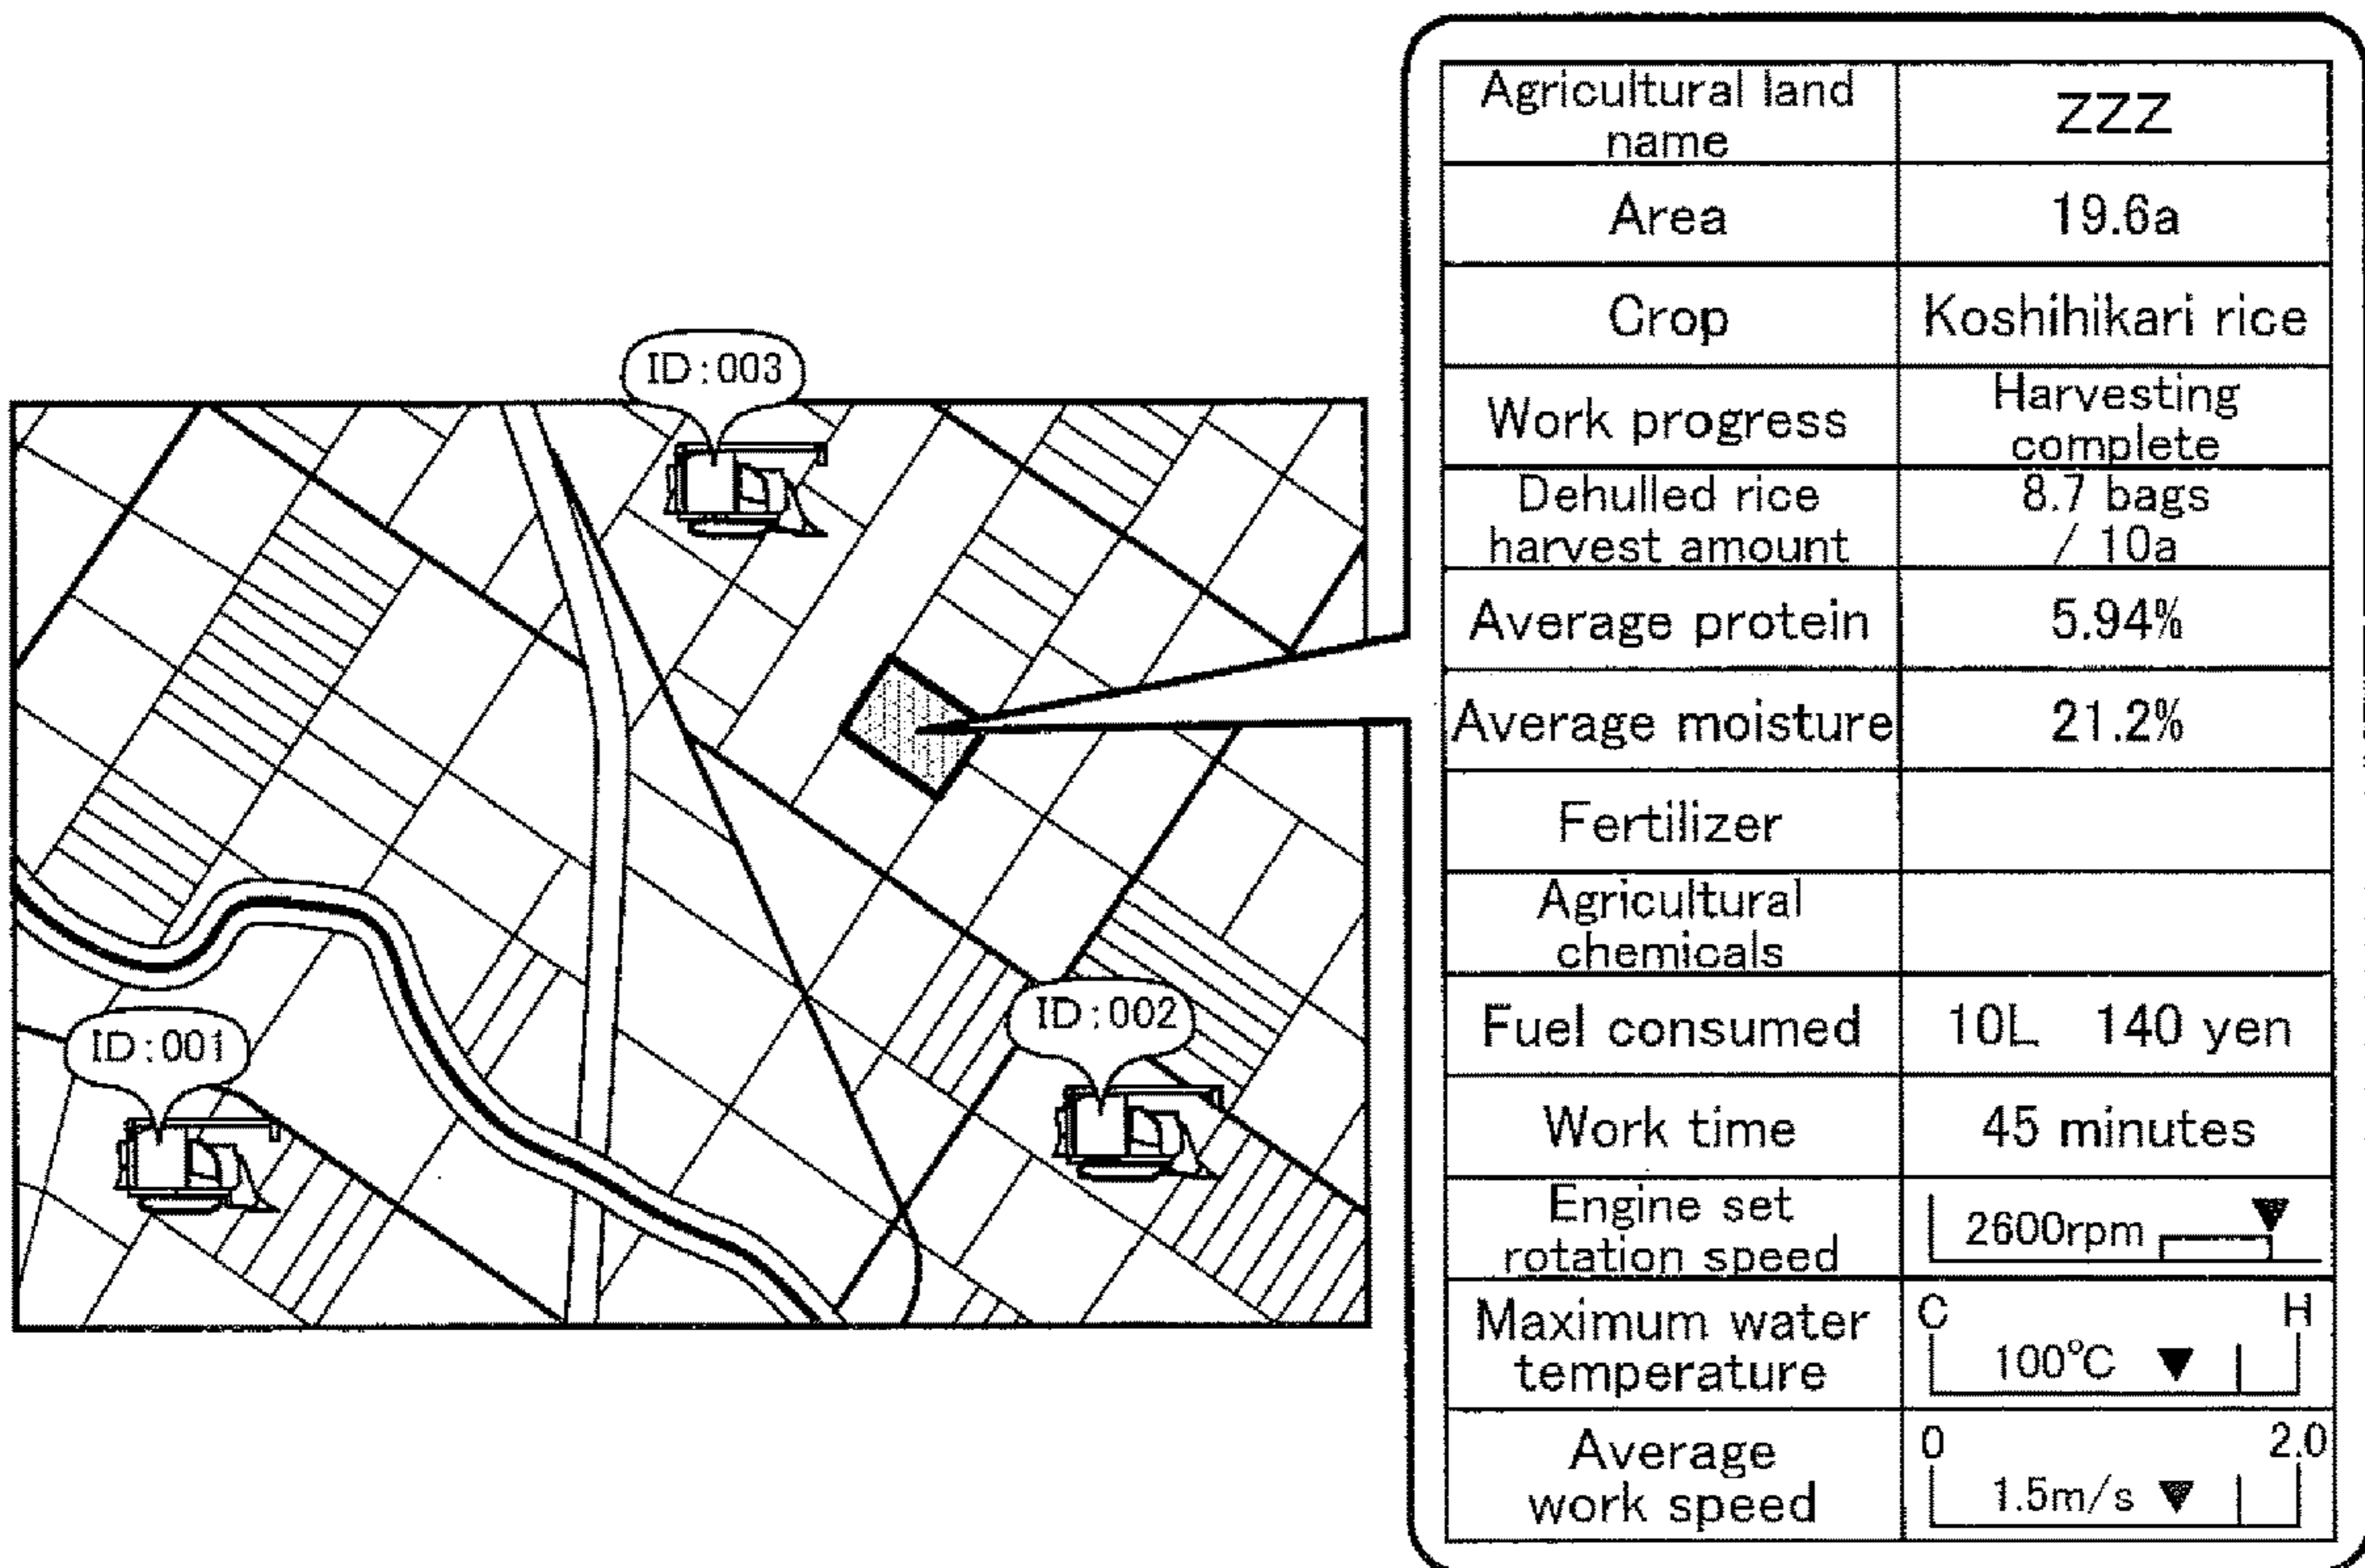 ID:003
ID:001
ID:002
Agricultural land
name
ZZZ
Area
19.6a
Crop
Koshihikari rice
Work progress
Harvesting
complete
Dehulled rice
harvest amount
8.7 bags
/ 10a
Average protein
5.94%
Average moisture
21.2%
Fertilizer
Agricultural
chemicals
Fuel consumed
10L 140 yen
Work time
45 minutes
Engine set
rotation speed
2600rpm
Maximum water
temperature
C H
100℃
Average
work speed
0 2.0
1.5m/s